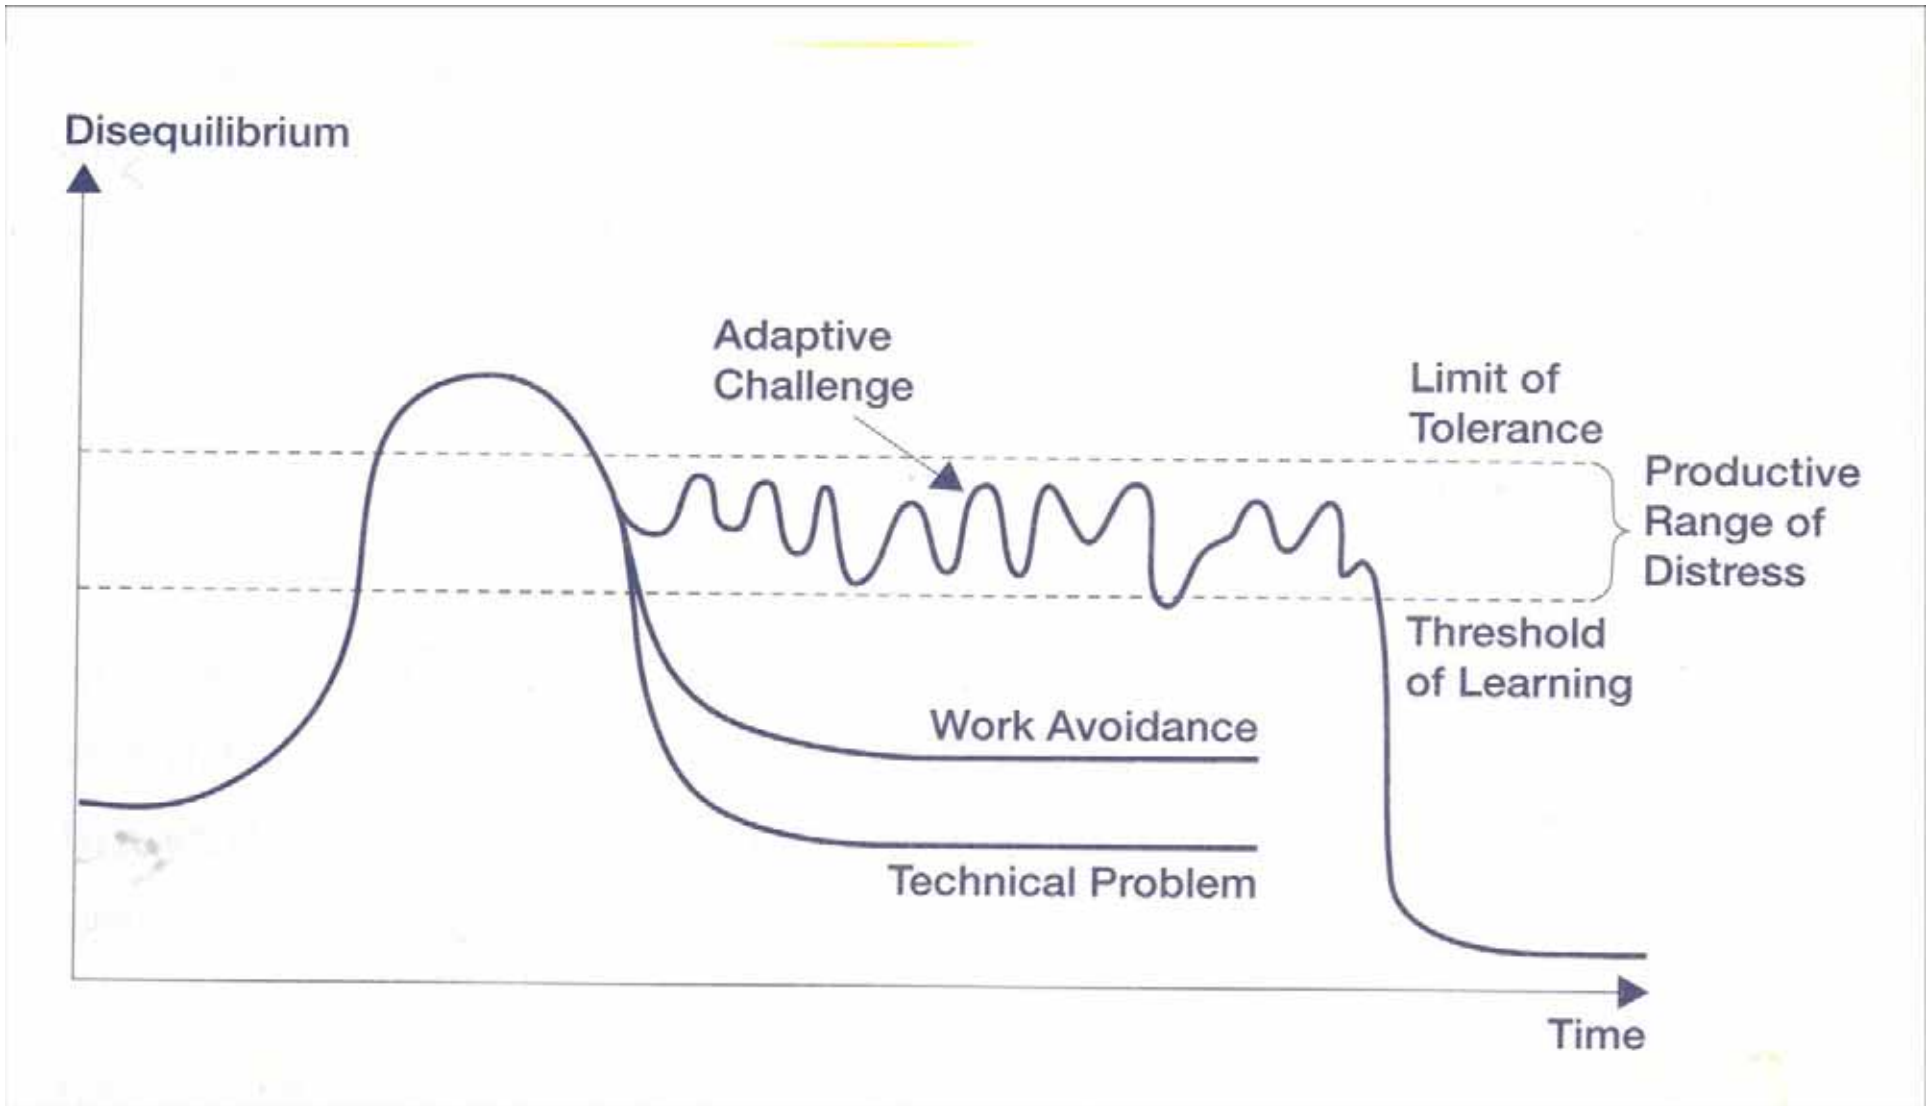 Disequilibrium
Adaptive
Challenge
Limit of
Tolerance
Productive
Range of
Distress
Threshold
of Learning
Work Avoidance
Technical Problem
Time